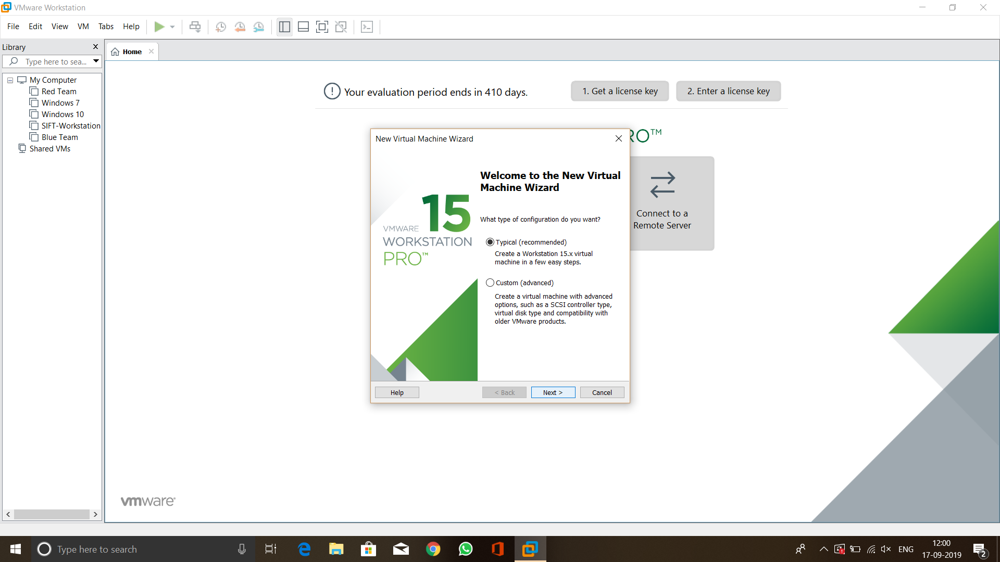 VMware Workstation
File Edit View VM Tabs Help
Library
Type here to sea...
Home
My Computer
Red Team
Windows 7
Windows 10
SIFT-Workstation
Blue Team
Shared VMs
Your evaluation period ends in 410 days.
1. Get a license key
2. Enter a license key
RO™
Connect to a
Remote Server
New Virtual Machine Wizard
15
VMWARE
WORKSTATION
PRO™
Welcome to the New Virtual
Machine Wizard
What type of configuration do you want?
Typical (recommended)
Create a Workstation 15.x virtual
machine in a few easy steps.
Custom (advanced)
Create a virtual machine with advanced
options, such as a SCSI controller type,
virtual disk type and compatibility with
older VMware products.
Help
< Back
Next >
Cancel
vmware
Type here to search
ENG
12:00
17-09-2019
2